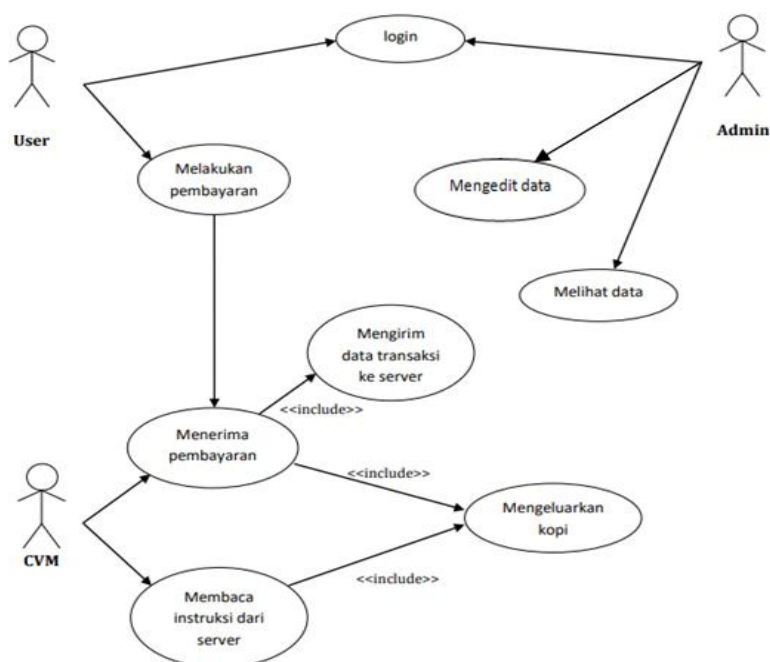 login
User
Admin
Melakukan
pembayaran
Mengedit data
Melihat data
Mengirim
data transaksi
ke server
<<include>>
Menerima
pembayaran
<<include>>
Mengeluarkan
kopi
CVM
<<include>>
Membaca
instruksi dari
server